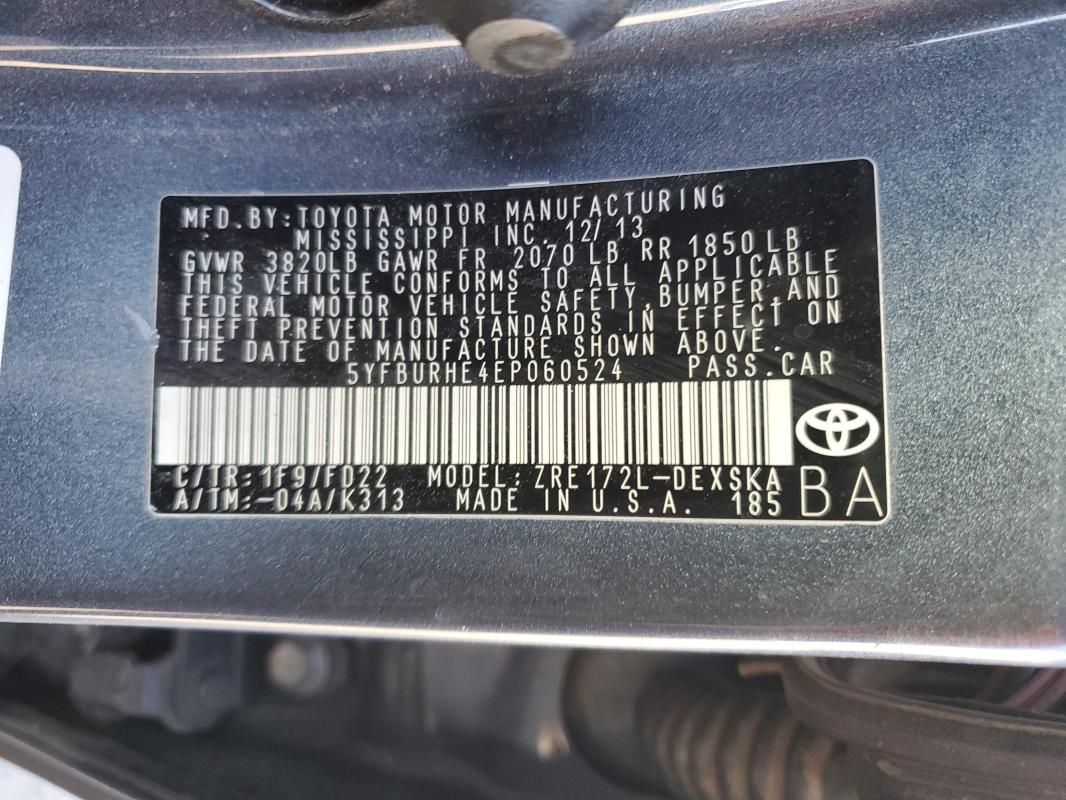 MFD.BY:TOYOTA MOTOR MANUFACTURING
MISSISSIPPI INC. 12/13
GVWR 3820LB GAWR FR 2070 LB RR 1850LB
THIS VEHICLE CONFORMS TO ALL APPLICABLE
FEDERAL MOTOR VEHICLE SAFETY,BUMPER,AND
THEFT PREVENTION STANDARDS IN EFFECT ON
THE DATE OF MANUFACTURE SHOWN ABOVE.
5YFBURHE4EP060524 PASS.CAR
C/TR:1F9/FD22 MODEL:ZRE172L-DEXSKA
A/TM:-04A/K313 MADE IN U.S.A. 185 BA